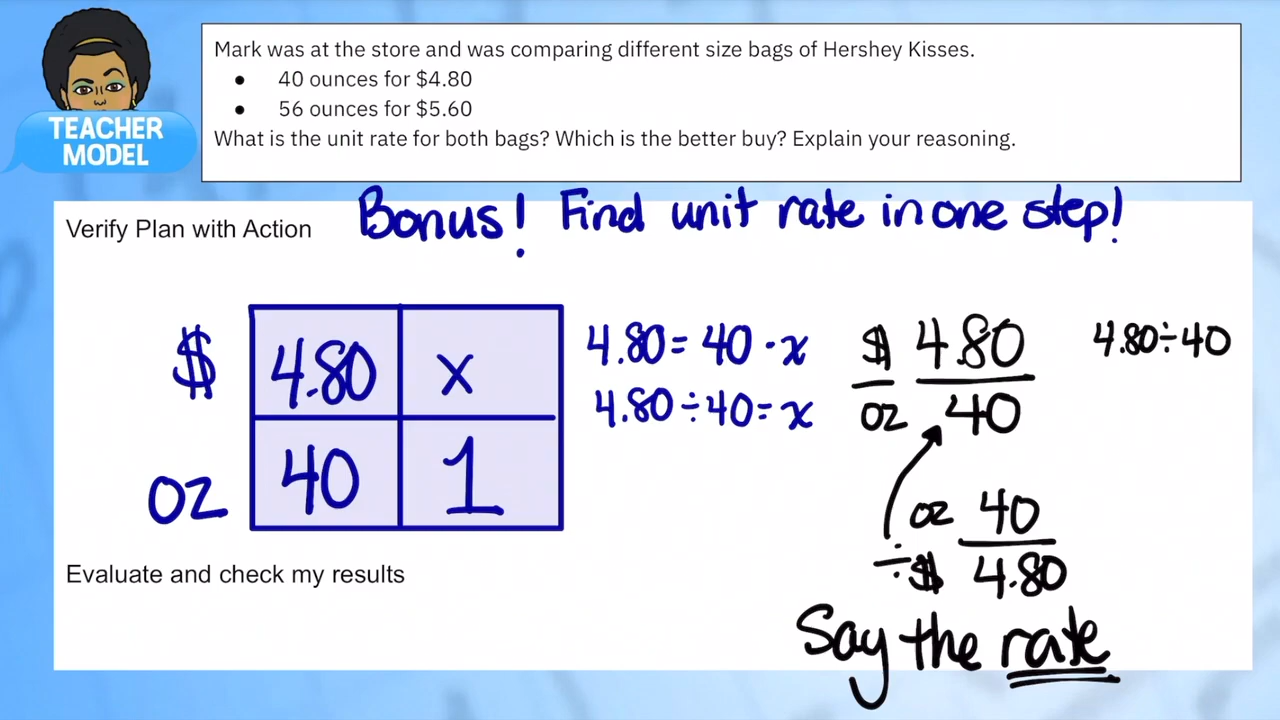 TEACHER
MODEL
Mark was at the store and was comparing different size bags of Hershey Kisses.
● 40 ounces for $4.80
● 56 ounces for $5.60
What is the unit rate for both bags? Which is the better buy? Explain your reasoning.
Verify Plan with Action
Bonus! Find unit rate in one step!
$ 4.80 x
oz 40 1
4.80 = 40 · x
4.80 ÷ 40 = x
$ 4.80
oz 40
4.80 ÷ 40
oz 40
÷ $ 4.80
Say the rate
Evaluate and check my results